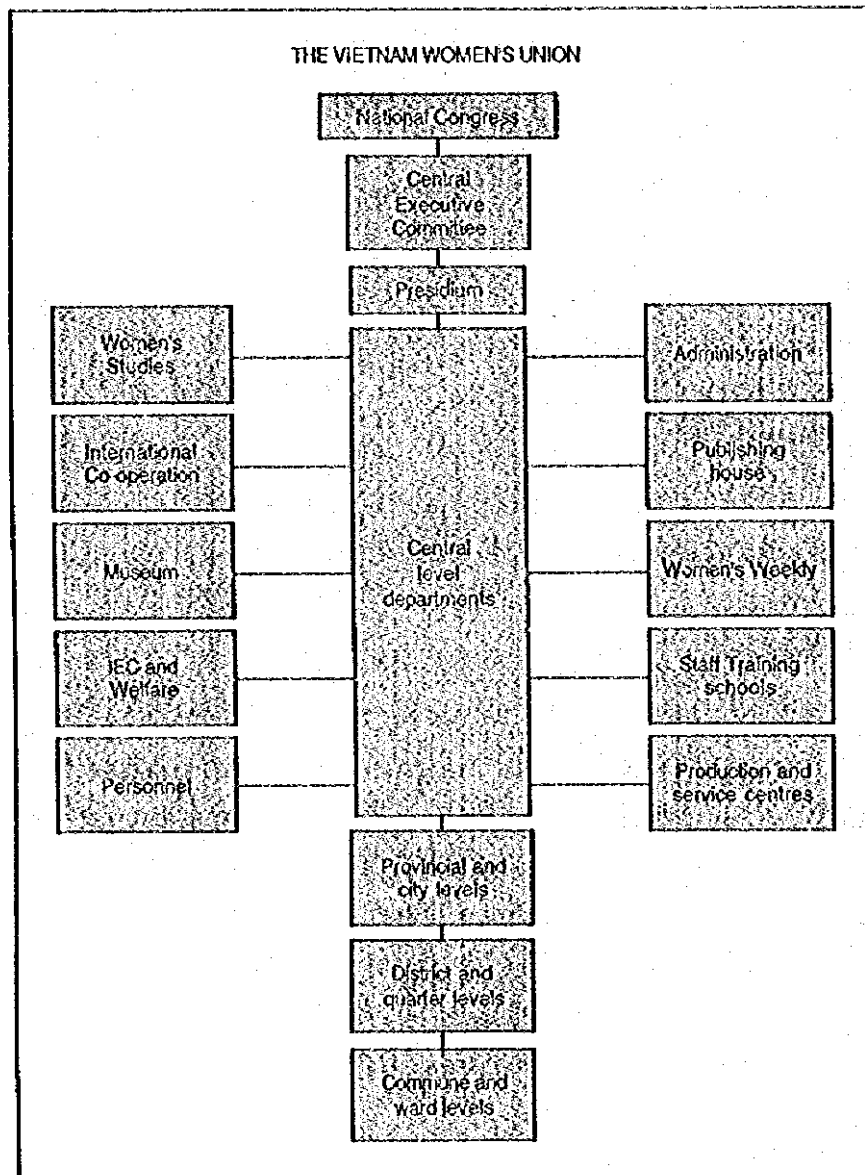 THE VIETNAM WOMEN'S UNION
National Congress
Central
Executive
Committee
Presidium
Women's
Studies
Administration
International
Co operation
Publishing
house
Museum
Central
level
departments
Women's Weekly
IEC and
Welfare
Staff Training
schools
Personnel
Production and
service centres
Provincial and
city levels
District and
quarter levels
Commune and
ward levels